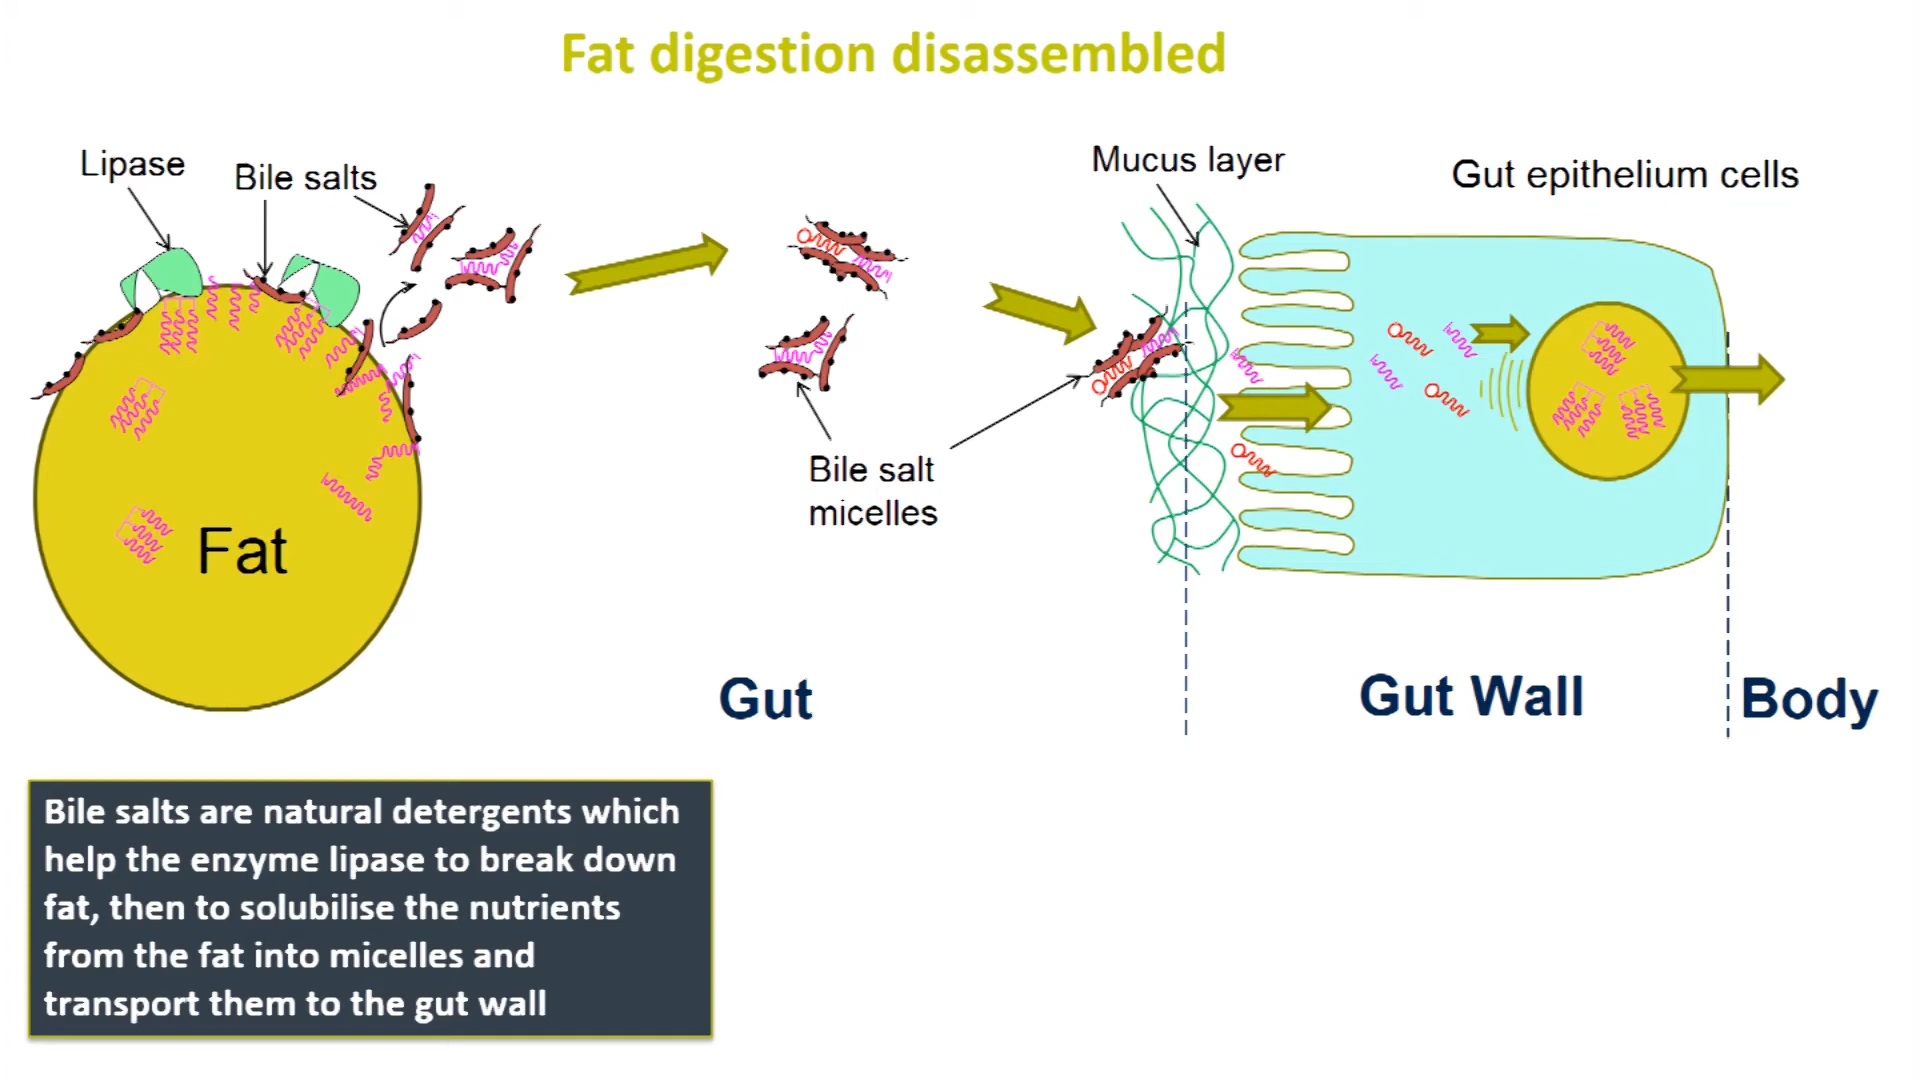 Fat digestion disassembled
Lipase
Bile salts
Mucus layer
Gut epithelium cells
Bile salt
micelles
Fat
Gut
Gut Wall
Body
Bile salts are natural detergents which
help the enzyme lipase to break down
fat, then to solubilise the nutrients
from the fat into micelles and
transport them to the gut wall